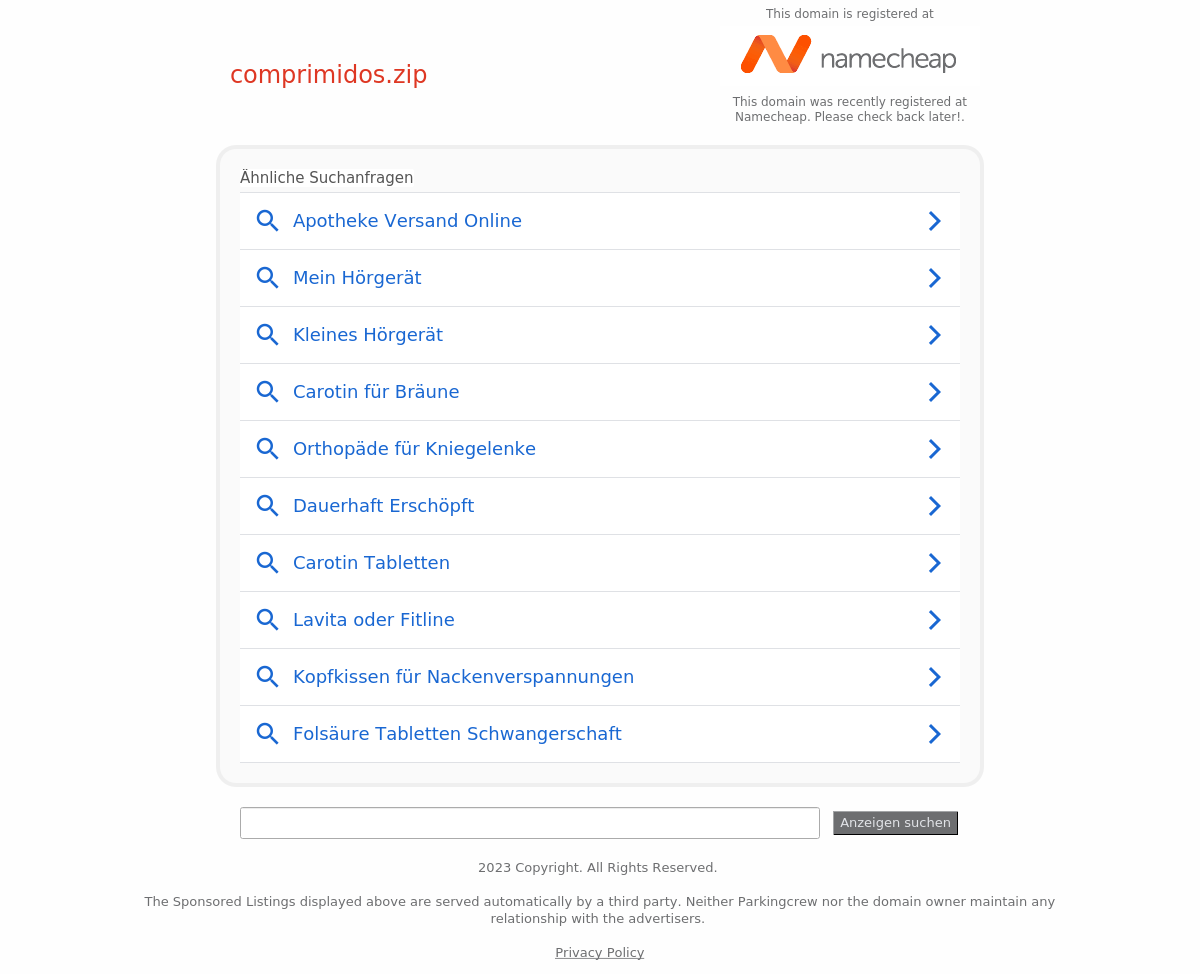 This domain is registered at
namecheap
comprimidos.zip
This domain was recently registered at
Namecheap. Please check back later!.
Ähnliche Suchanfragen
Apotheke Versand Online
Mein Hörgerät
Kleines Hörgerät
Carotin für Bräune
Orthopäde für Kniegelenke
Dauerhaft Erschöpft
Carotin Tabletten
Lavita oder Fitline
Kopfkissen für Nackenverspannungen
Folsäure Tabletten Schwangerschaft
Anzeigen suchen
2023 Copyright. All Rights Reserved.
The Sponsored Listings displayed above are served automatically by a third party. Neither Parkingcrew nor the domain owner maintain any
relationship with the advertisers.
Privacy Policy